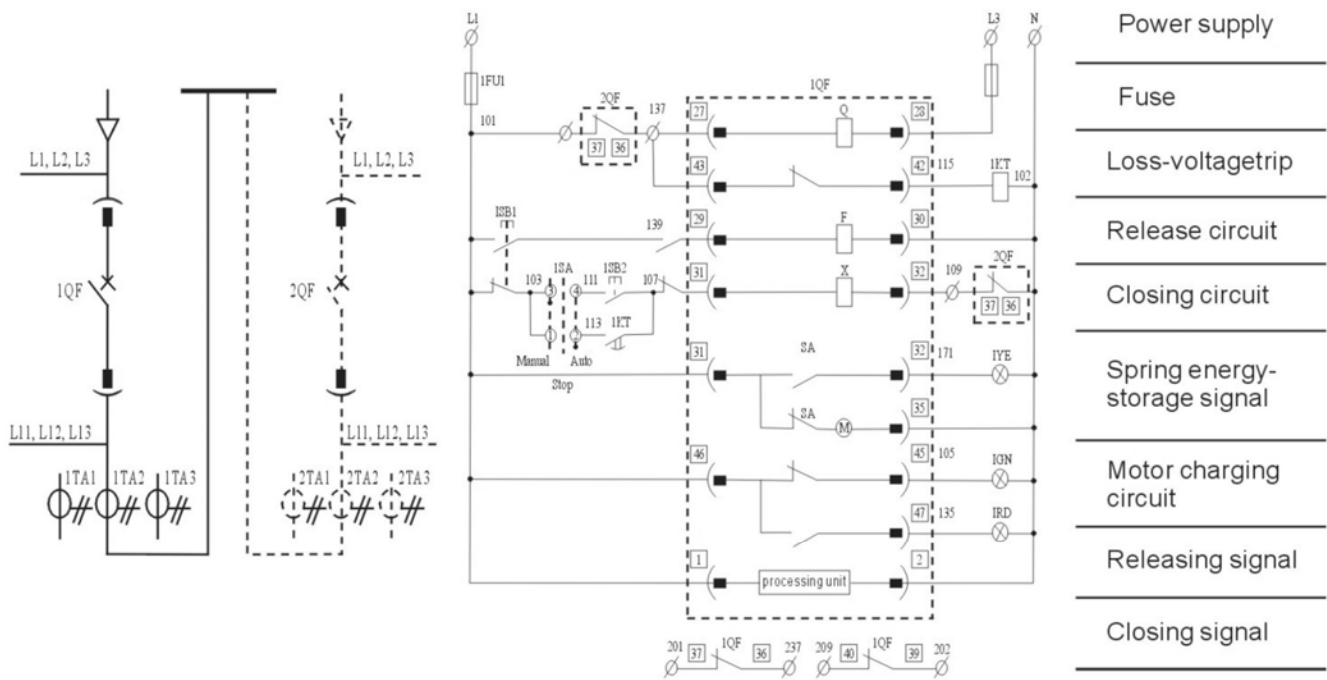 L1, L2, L3
L1, L2, L3
1QF
2QF
L11, L12, L13
L11, L12, L13
1TA1 1TA2 1TA3
2TA1 2TA2 2TA3
L1 L3 N
1FU1
1QF
2QF
137
27
Q
28
101
37 36
43
42
115
1KT
102
1SB1
139
29
F
30
103
1SA
111
1SB2
107
31
X
32
109
2QF
3
4
37 36
113
1KT
1
2
Manual
Auto
Stop
31
SA
32
171
IYE
SA
M
35
46
45
105
IGN
47
135
IRD
1
processing unit
2
201
37
1QF
36
237
209
40
1QF
39
202
Power supply
Fuse
Loss-voltagetrip
Release circuit
Closing circuit
Spring energy-
storage signal
Motor charging
circuit
Releasing signal
Closing signal